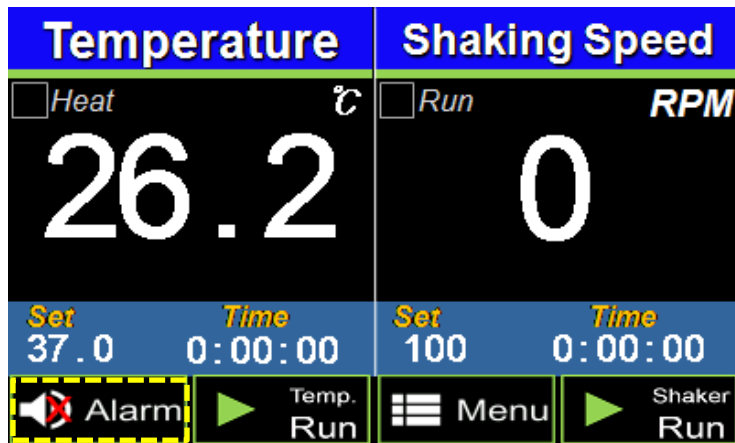 Temperature
Shaking Speed
Heat ℃
Run RPM
26.2
0
Set Time
37.0 0:00:00
Set Time
100 0:00:00
Alarm
Temp.
Run
Menu
Shaker
Run